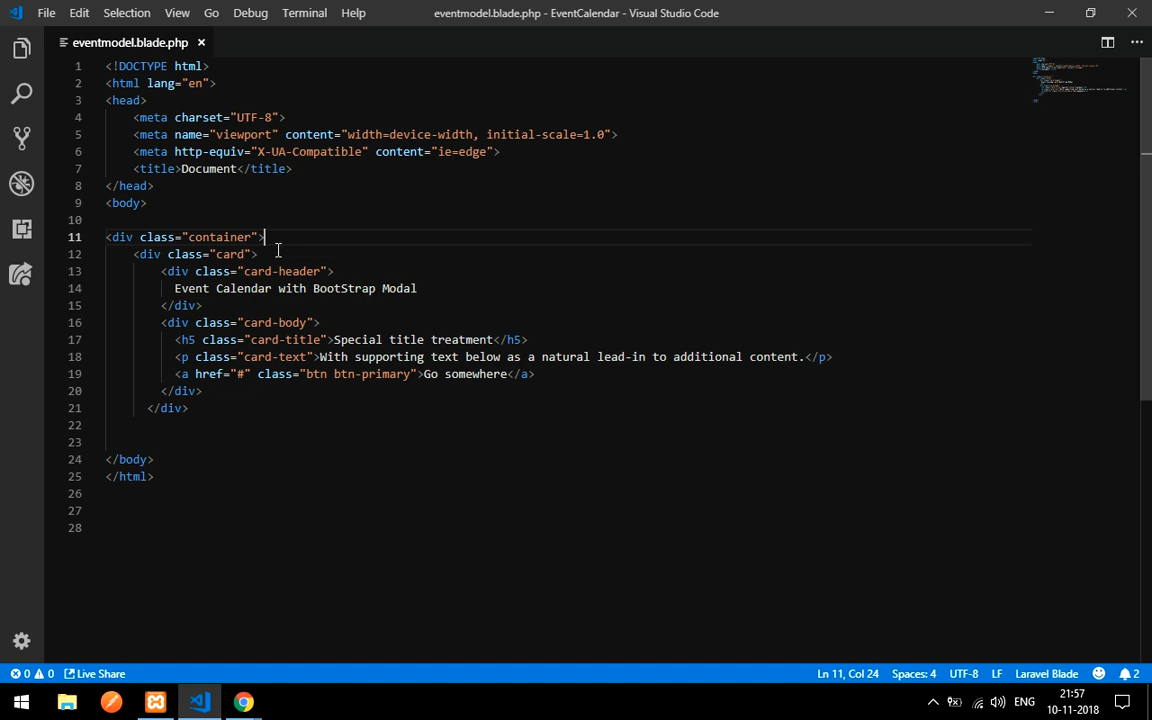 File Edit Selection View Go Debug Terminal Help
eventmodel.blade.php - EventCalendar - Visual Studio Code
eventmodel.blade.php
1 <!DOCTYPE html>
2 <html lang="en">
3 <head>
4 <meta charset="UTF-8">
5 <meta name="viewport" content="width=device-width, initial-scale=1.0">
6 <meta http-equiv="X-UA-Compatible" content="ie=edge">
7 <title>Document</title>
8 </head>
9 <body>
10
11 <div class="container">
12 <div class="card">
13 <div class="card-header">
14 Event Calendar with BootStrap Modal
15 </div>
16 <div class="card-body">
17 <h5 class="card-title">Special title treatment</h5>
18 <p class="card-text">With supporting text below as a natural lead-in to additional content.</p>
19 <a href="#" class="btn btn-primary">Go somewhere</a>
20 </div>
21 </div>
22
23
24 </body>
25 </html>
26
27
28
0 0 Live Share
Ln 11, Col 24 Spaces: 4 UTF-8 LF Laravel Blade 2
ENG
21:57
10-11-2018